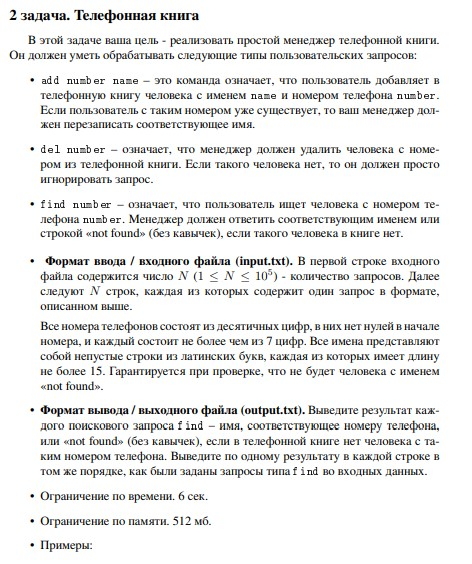 2 задача. Телефонная книга
В этой задаче ваша цель - реализовать простой менеджер телефонной книги.
Он должен уметь обрабатывать следующие типы пользовательских запросов:
• add number name – это команда означает, что пользователь добавляет в
телефонную книгу человека с именем name и номером телефона number.
Если пользователь с таким номером уже существует, то ваш менеджер дол-
жен перезаписать соответствующее имя.
• del number – означает, что менеджер должен удалить человека с номе-
ром из телефонной книги. Если такого человека нет, то он должен просто
игнорировать запрос.
• find number – означает, что пользователь ищет человека с номером те-
лефона number. Менеджер должен ответить соответствующим именем или
строкой «not found» (без кавычек), если такого человека в книге нет.
• Формат ввода / входного файла (input.txt). В первой строке входного
файла содержится число N (1 ≤ N ≤ 10⁵) - количество запросов. Далее
следуют N строк, каждая из которых содержит один запрос в формате,
описанном выше.
Все номера телефонов состоят из десятичных цифр, в них нет нулей в начале
номера, и каждый состоит не более чем из 7 цифр. Все имена представляют
собой непустые строки из латинских букв, каждая из которых имеет длину
не более 15. Гарантируется при проверке, что не будет человека с именем
«not found».
• Формат вывода / выходного файла (output.txt). Выведите результат каж-
дого поискового запроса find – имя, соответствующее номеру телефона,
или «not found» (без кавычек), если в телефонной книге нет человека с та-
ким номером телефона. Выведите по одному результату в каждой строке в
том же порядке, как были заданы запросы типа find во входных данных.
• Ограничение по времени. 6 сек.
• Ограничение по памяти. 512 мб.
• Примеры: